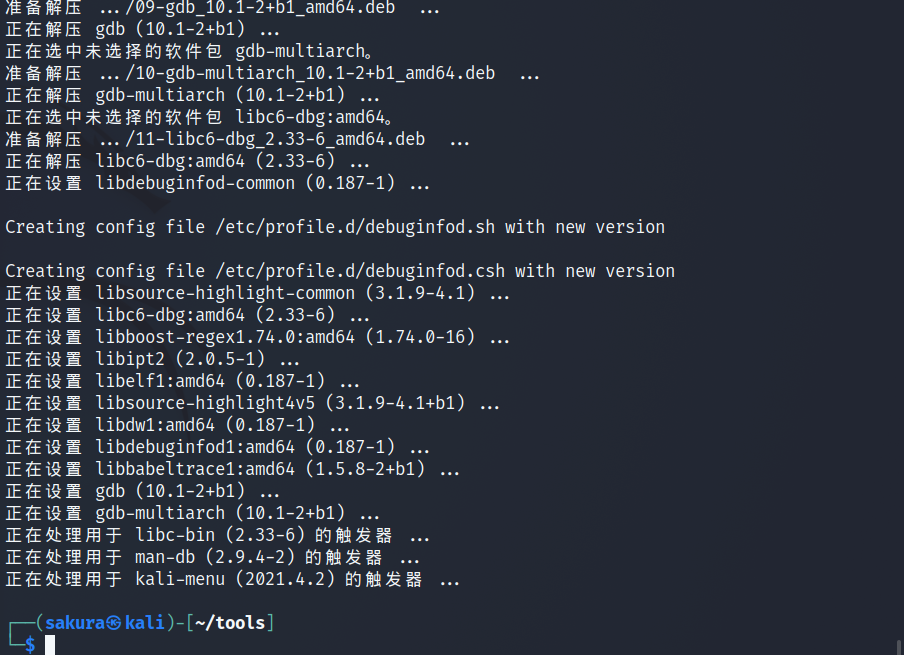 准备解压 .../09-gdb_10.1-2+b1_amd64.deb ...
正在解压 gdb (10.1-2+b1) ...
正在选中未选择的软件包 gdb-multiarch。
准备解压 .../10-gdb-multiarch_10.1-2+b1_amd64.deb ...
正在解压 gdb-multiarch (10.1-2+b1) ...
正在选中未选择的软件包 libc6-dbg:amd64。
准备解压 .../11-libc6-dbg_2.33-6_amd64.deb ...
正在解压 libc6-dbg:amd64 (2.33-6) ...
正在设置 libdebuginfod-common (0.187-1) ...

Creating config file /etc/profile.d/debuginfod.sh with new version

Creating config file /etc/profile.d/debuginfod.csh with new version
正在设置 libsource-highlight-common (3.1.9-4.1) ...
正在设置 libc6-dbg:amd64 (2.33-6) ...
正在设置 libboost-regex1.74.0:amd64 (1.74.0-16) ...
正在设置 libipt2 (2.0.5-1) ...
正在设置 libelf1:amd64 (0.187-1) ...
正在设置 libsource-highlight4v5 (3.1.9-4.1+b1) ...
正在设置 libdw1:amd64 (0.187-1) ...
正在设置 libdebuginfod1:amd64 (0.187-1) ...
正在设置 libbabeltrace1:amd64 (1.5.8-2+b1) ...
正在设置 gdb (10.1-2+b1) ...
正在设置 gdb-multiarch (10.1-2+b1) ...
正在处理用于 libc-bin (2.33-6) 的触发器 ...
正在处理用于 man-db (2.9.4-2) 的触发器 ...
正在处理用于 kali-menu (2021.4.2) 的触发器 ...

┌──(sakura㉿kali)-[~/tools]
└─$